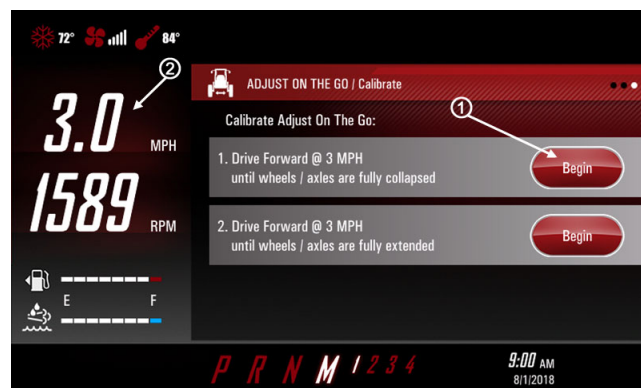 72° 84°
2
ADJUST ON THE GO / Calibrate
1
3.0 MPH
Calibrate Adjust On The Go:
1. Drive Forward @ 3 MPH
until wheels / axles are fully collapsed
Begin
1589 RPM
2. Drive Forward @ 3 MPH
until wheels / axles are fully extended
Begin
E F
P R N M 1 2 3 4
9:00 AM
8/1/2018